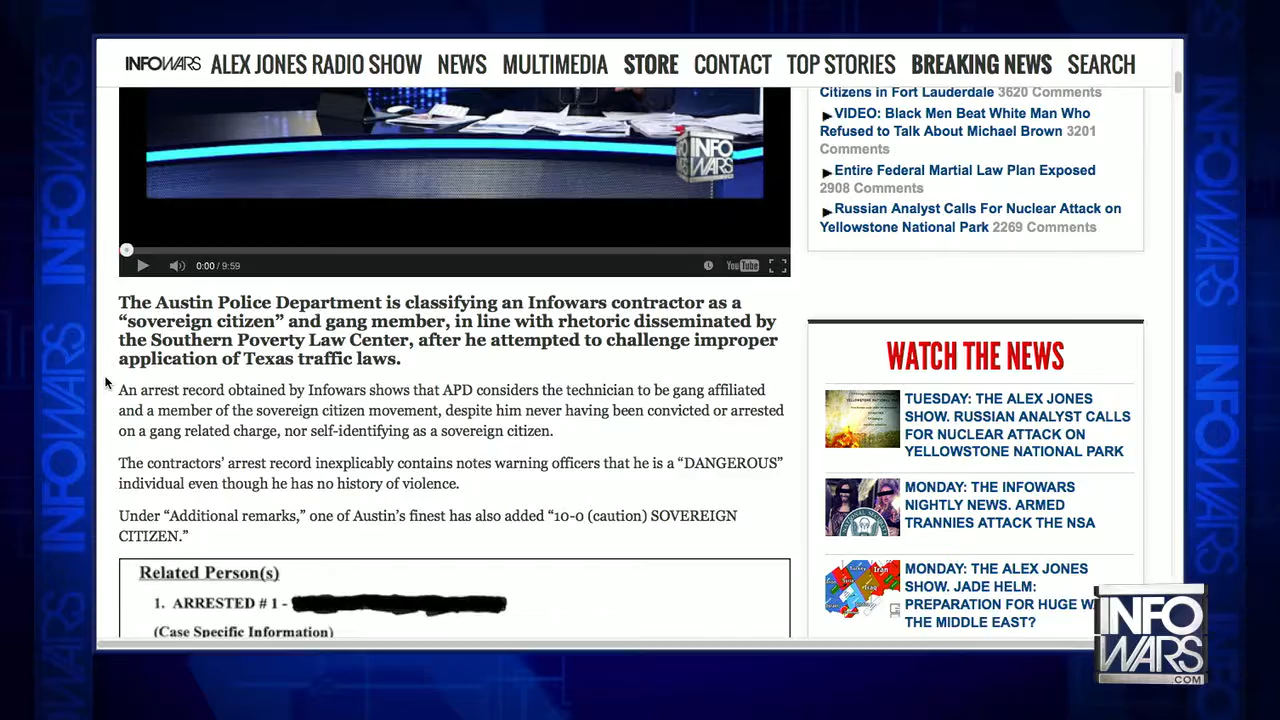 INFOWARS ALEX JONES RADIO SHOW NEWS MULTIMEDIA STORE CONTACT TOP STORIES BREAKING NEWS SEARCH
INFO
WARS
0:00 / 9:59
YouTube
The Austin Police Department is classifying an Infowars contractor as a
“sovereign citizen” and gang member, in line with rhetoric disseminated by
the Southern Poverty Law Center, after he attempted to challenge improper
application of Texas traffic laws.
An arrest record obtained by Infowars shows that APD considers the technician to be gang affiliated
and a member of the sovereign citizen movement, despite him never having been convicted or arrested
on a gang related charge, nor self-identifying as a sovereign citizen.
The contractors’ arrest record inexplicably contains notes warning officers that he is a “DANGEROUS”
individual even though he has no history of violence.
Under “Additional remarks,” one of Austin’s finest has also added “10-0 (caution) SOVEREIGN
CITIZEN.”
Related Person(s)
1. ARRESTED # 1 -
(Case Specific Information)
Citizens in Fort Lauderdale 3620 Comments
VIDEO: Black Men Beat White Man Who
Refused to Talk About Michael Brown 3201
Comments
Entire Federal Martial Law Plan Exposed
2908 Comments
Russian Analyst Calls For Nuclear Attack on
Yellowstone National Park 2269 Comments
WATCH THE NEWS
TUESDAY: THE ALEX JONES
SHOW. RUSSIAN ANALYST CALLS
FOR NUCLEAR ATTACK ON
YELLOWSTONE NATIONAL PARK
MONDAY: THE INFOWARS
NIGHTLY NEWS. ARMED
TRANNIES ATTACK THE NSA
MONDAY: THE ALEX JONES
SHOW. JADE HELM:
PREPARATION FOR HUGE W
THE MIDDLE EAST?
INFO
WARS
.COM
INFOWARS
INFOWARS